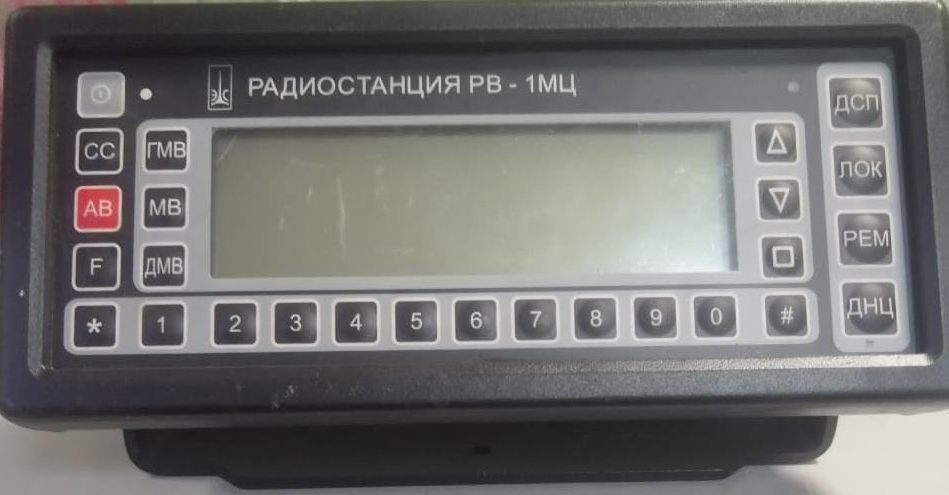 РАДИОСТАНЦИЯ РВ - 1МЦ
ДСП
СС
ГМВ
ЛОК
АВ
МВ
РЕМ
F
ДМВ
ДНЦ
* 1 2 3 4 5 6 7 8 9 0 #